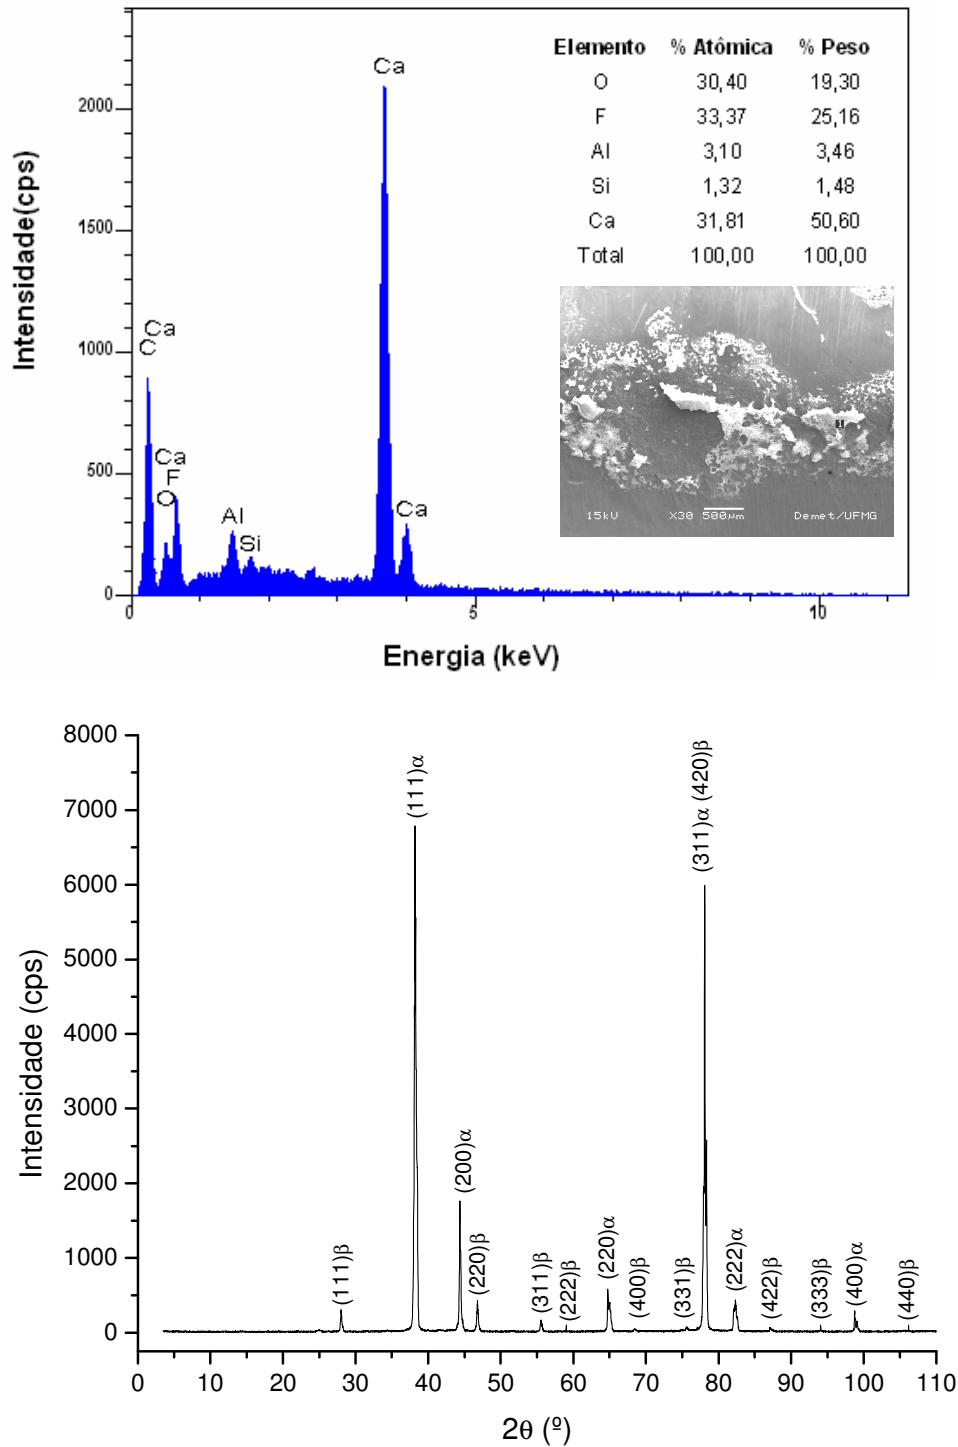 Elemento % Atômica % Peso
O 30,40 19,30
F 33,37 25,16
Al 3,10 3,46
Si 1,32 1,48
Ca 31,81 50,60
Total 100,00 100,00
Ca
Ca
C
Ca
F
O
Al
Si
Ca
2000
1500
1000
500
0
0 5 10
Intensidade(cps)
Energia (keV)
1
15kV X30 500µm Demet/UFMG
8000
7000
6000
5000
4000
3000
2000
1000
0
Intensidade (cps)
(111)β
(111)α
(200)α
(220)β
(311)β
(222)β
(220)α
(400)β
(331)β
(311)α (420)β
(222)α
(422)β
(333)β
(400)α
(440)β
0 10 20 30 40 50 60 70 80 90 100 110
2θ (º)